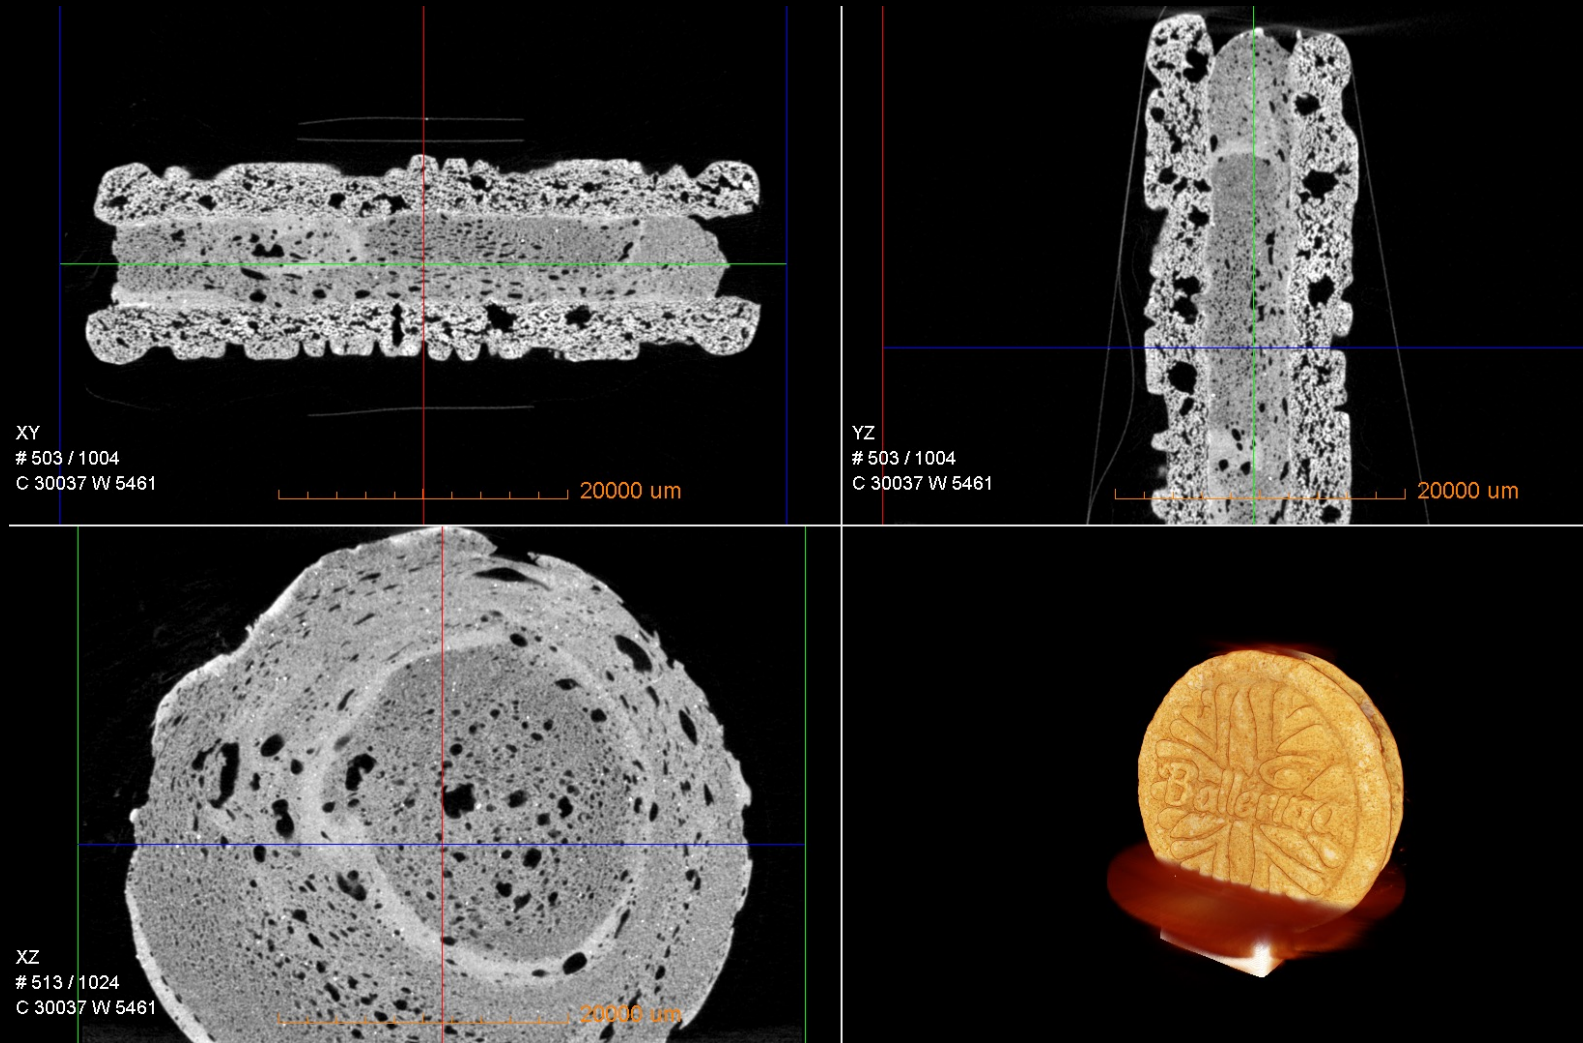 XY
# 503 / 1004
C 30037 W 5461
20000 um
YZ
# 503 / 1004
C 30037 W 5461
20000 um
XZ
# 513 / 1024
C 30037 W 5461
20000 um
Ballerina